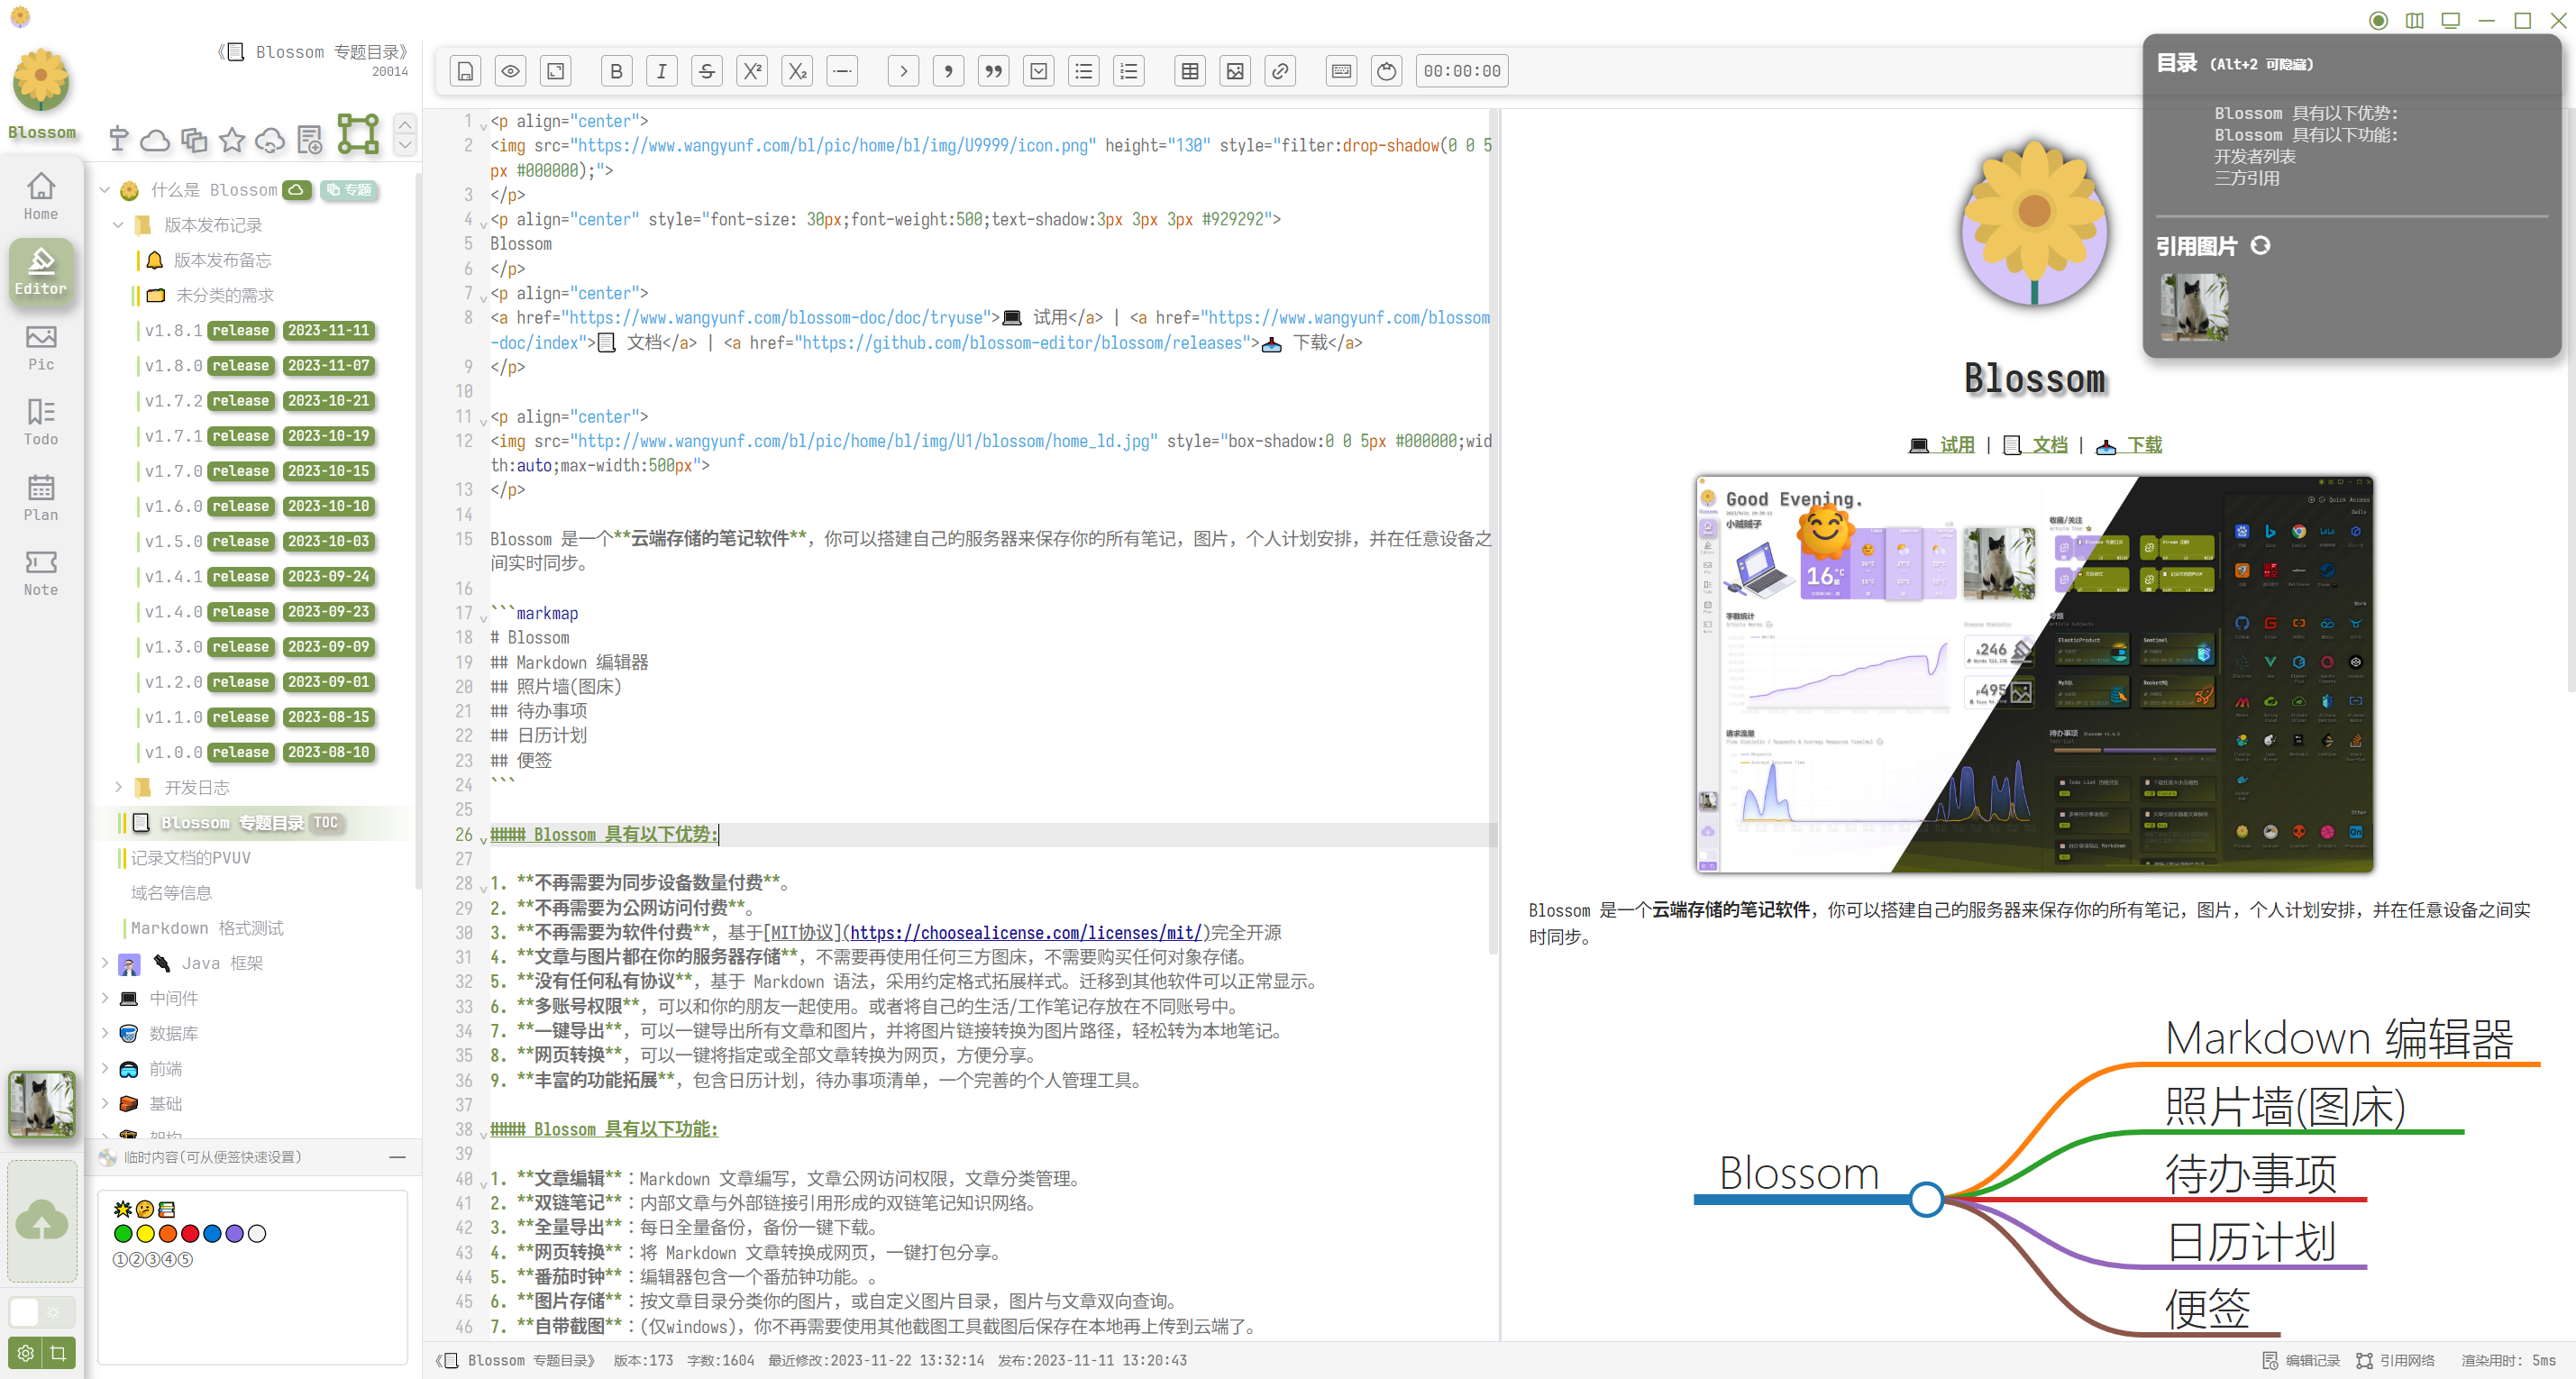 《📃 Blossom 专题目录》
20014
Blossom
Home
Editor
Pic
Todo
Plan
Note
什么是 Blossom 专题
版本发布记录
版本发布备忘
未分类的需求
v1.8.1 release 2023-11-11
v1.8.0 release 2023-11-07
v1.7.2 release 2023-10-21
v1.7.1 release 2023-10-19
v1.7.0 release 2023-10-15
v1.6.0 release 2023-10-10
v1.5.0 release 2023-10-03
v1.4.1 release 2023-09-24
v1.4.0 release 2023-09-23
v1.3.0 release 2023-09-09
v1.2.0 release 2023-09-01
v1.1.0 release 2023-08-15
v1.0.0 release 2023-08-10
开发日志
Blossom 专题目录 TOC
记录文档的PVUV
域名等信息
Markdown 格式测试
Java 框架
中间件
数据库
前端
基础
架构
临时内容(可从便签快速设置)
①②③④⑤
00:00:00
1 <p align="center">
2 <img src="https://www.wangyunf.com/bl/pic/home/bl/img/U9999/icon.png" height="130" style="filter:drop-shadow(0 0 5
px #000000);">
3 </p>
4 <p align="center" style="font-size: 30px;font-weight:500;text-shadow:3px 3px 3px #929292">
5 Blossom
6 </p>
7 <p align="center">
8 <a href="https://www.wangyunf.com/blossom-doc/doc/tryuse">💻 试用</a> | <a href="https://www.wangyunf.com/blossom
-doc/index">📃 文档</a> | <a href="https://github.com/blossom-editor/blossom/releases">📥 下载</a>
9 </p>
10
11 <p align="center">
12 <img src="http://www.wangyunf.com/bl/pic/home/bl/img/U1/blossom/home_ld.jpg" style="box-shadow:0 0 5px #000000;wid
th:auto;max-width:500px">
13 </p>
14
15 Blossom 是一个**云端存储的笔记软件**，你可以搭建自己的服务器来保存你的所有笔记，图片，个人计划安排，并在任意设备之
间实时同步。
16
17 ```markmap
18 # Blossom
19 ## Markdown 编辑器
20 ## 照片墙(图床)
21 ## 待办事项
22 ## 日历计划
23 ## 便签
24 ```
25
26 #### Blossom 具有以下优势:
27
28 1. **不再需要为同步设备数量付费**。
29 2. **不再需要为公网访问付费**。
30 3. **不再需要为软件付费**，基于[MIT协议](https://choosealicense.com/licenses/mit/)完全开源
31 4. **文章与图片都在你的服务器存储**，不需要再使用任何三方图床，不需要购买任何对象存储。
32 5. **没有任何私有协议**，基于 Markdown 语法，采用约定格式拓展样式。迁移到其他软件可以正常显示。
33 6. **多账号权限**，可以和你的朋友一起使用。或者将自己的生活/工作笔记存放在不同账号中。
34 7. **一键导出**，可以一键导出所有文章和图片，并将图片链接转换为图片路径，轻松转为本地笔记。
35 8. **网页转换**，可以一键将指定或全部文章转换为网页，方便分享。
36 9. **丰富的功能拓展**，包含日历计划，待办事项清单，一个完善的个人管理工具。
37
38 #### Blossom 具有以下功能:
39
40 1. **文章编辑**：Markdown 文章编写，文章公网访问权限，文章分类管理。
41 2. **双链笔记**：内部文章与外部链接引用形成的双链笔记知识网络。
42 3. **全量导出**：每日全量备份，备份一键下载。
43 4. **网页转换**：将 Markdown 文章转换成网页，一键打包分享。
44 5. **番茄时钟**：编辑器包含一个番茄钟功能。。
45 6. **图片存储**：按文章目录分类你的图片，或自定义图片目录，图片与文章双向查询。
46 7. **自带截图**：(仅windows)，你不再需要使用其他截图工具截图后保存在本地再上传到云端了。
目录 (Alt+2 可隐藏)
Blossom 具有以下优势:
Blossom 具有以下功能:
开发者列表
三方引用
引用图片
Blossom
💻 试用 | 📃 文档 | 📥 下载
Good Evening.
小贼贼子
16°C
收藏/关注
Quick Access
字数统计
246
495
请求流量
待办事项
ElasticProduct
Sentinel
MySQL
RocketMQ
Blossom 是一个云端存储的笔记软件，你可以搭建自己的服务器来保存你的所有笔记，图片，个人计划安排，并在任意设备之间实
时同步。
Blossom
Markdown 编辑器
照片墙(图床)
待办事项
日历计划
便签
《📃 Blossom 专题目录》 版本:173 字数:1604 最近修改:2023-11-22 13:32:14 发布:2023-11-11 13:20:43
编辑记录 引用网络 渲染用时: 5ms